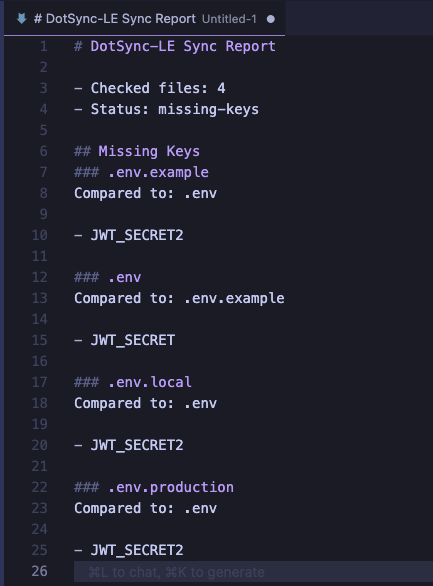 # DotSync-LE Sync Report Untitled-1
1 # DotSync-LE Sync Report
2
3 - Checked files: 4
4 - Status: missing-keys
5
6 ## Missing Keys
7 ### .env.example
8 Compared to: .env
9
10 - JWT_SECRET2
11
12 ### .env
13 Compared to: .env.example
14
15 - JWT_SECRET
16
17 ### .env.local
18 Compared to: .env
19
20 - JWT_SECRET2
21
22 ### .env.production
23 Compared to: .env
24
25 - JWT_SECRET2
26 ⌘L to chat, ⌘K to generate